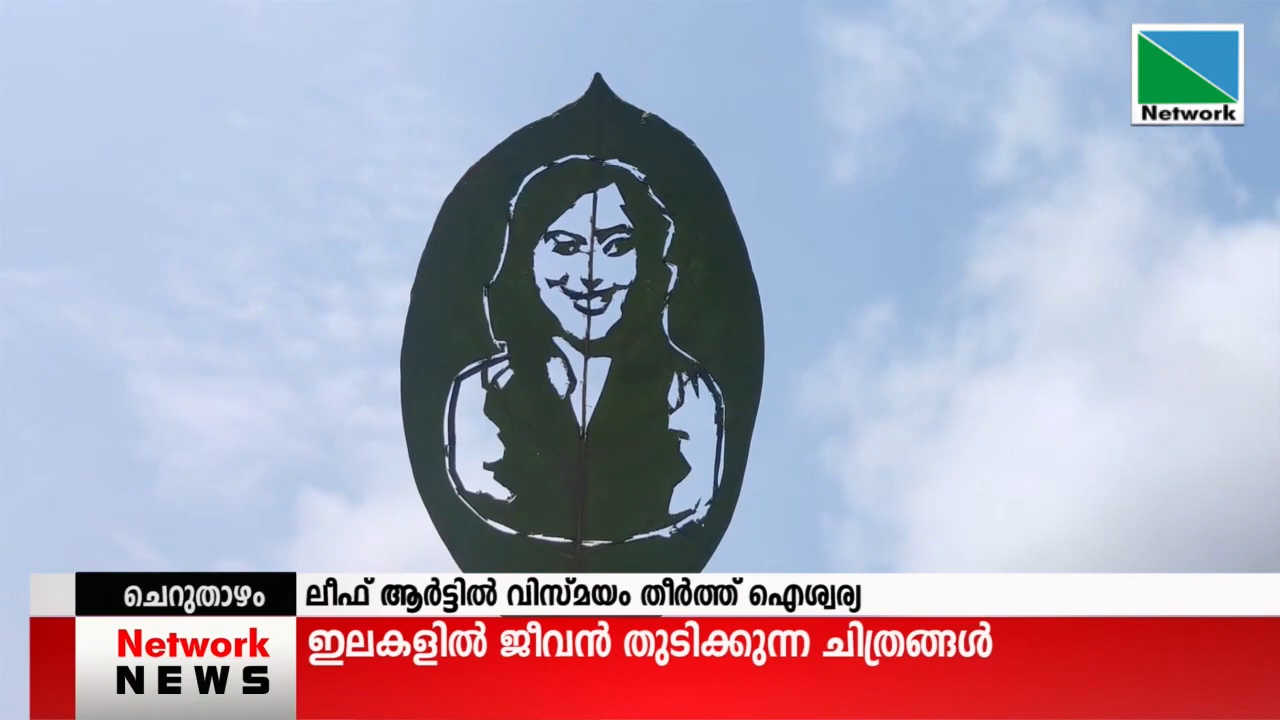 Network
ചെറുതാഴം
ലീഫ് ആർട്ടിൽ വിസ്മയം തീർത്ത് ഐശ്വര്യ
Network
NEWS
ഇലകളിൽ ജീവൻ തുടിക്കുന്ന ചിത്രങ്ങൾ